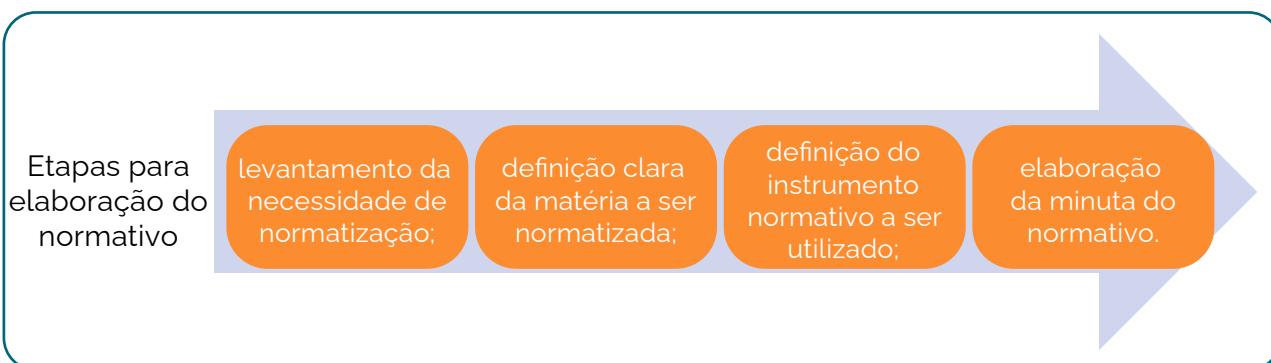 Etapas para
elaboração do
normativo
levantamento da
necessidade de
normatização;
definição clara
da matéria a ser
normatizada;
definição do
instrumento
normativo a ser
utilizado;
elaboração
da minuta do
normativo.